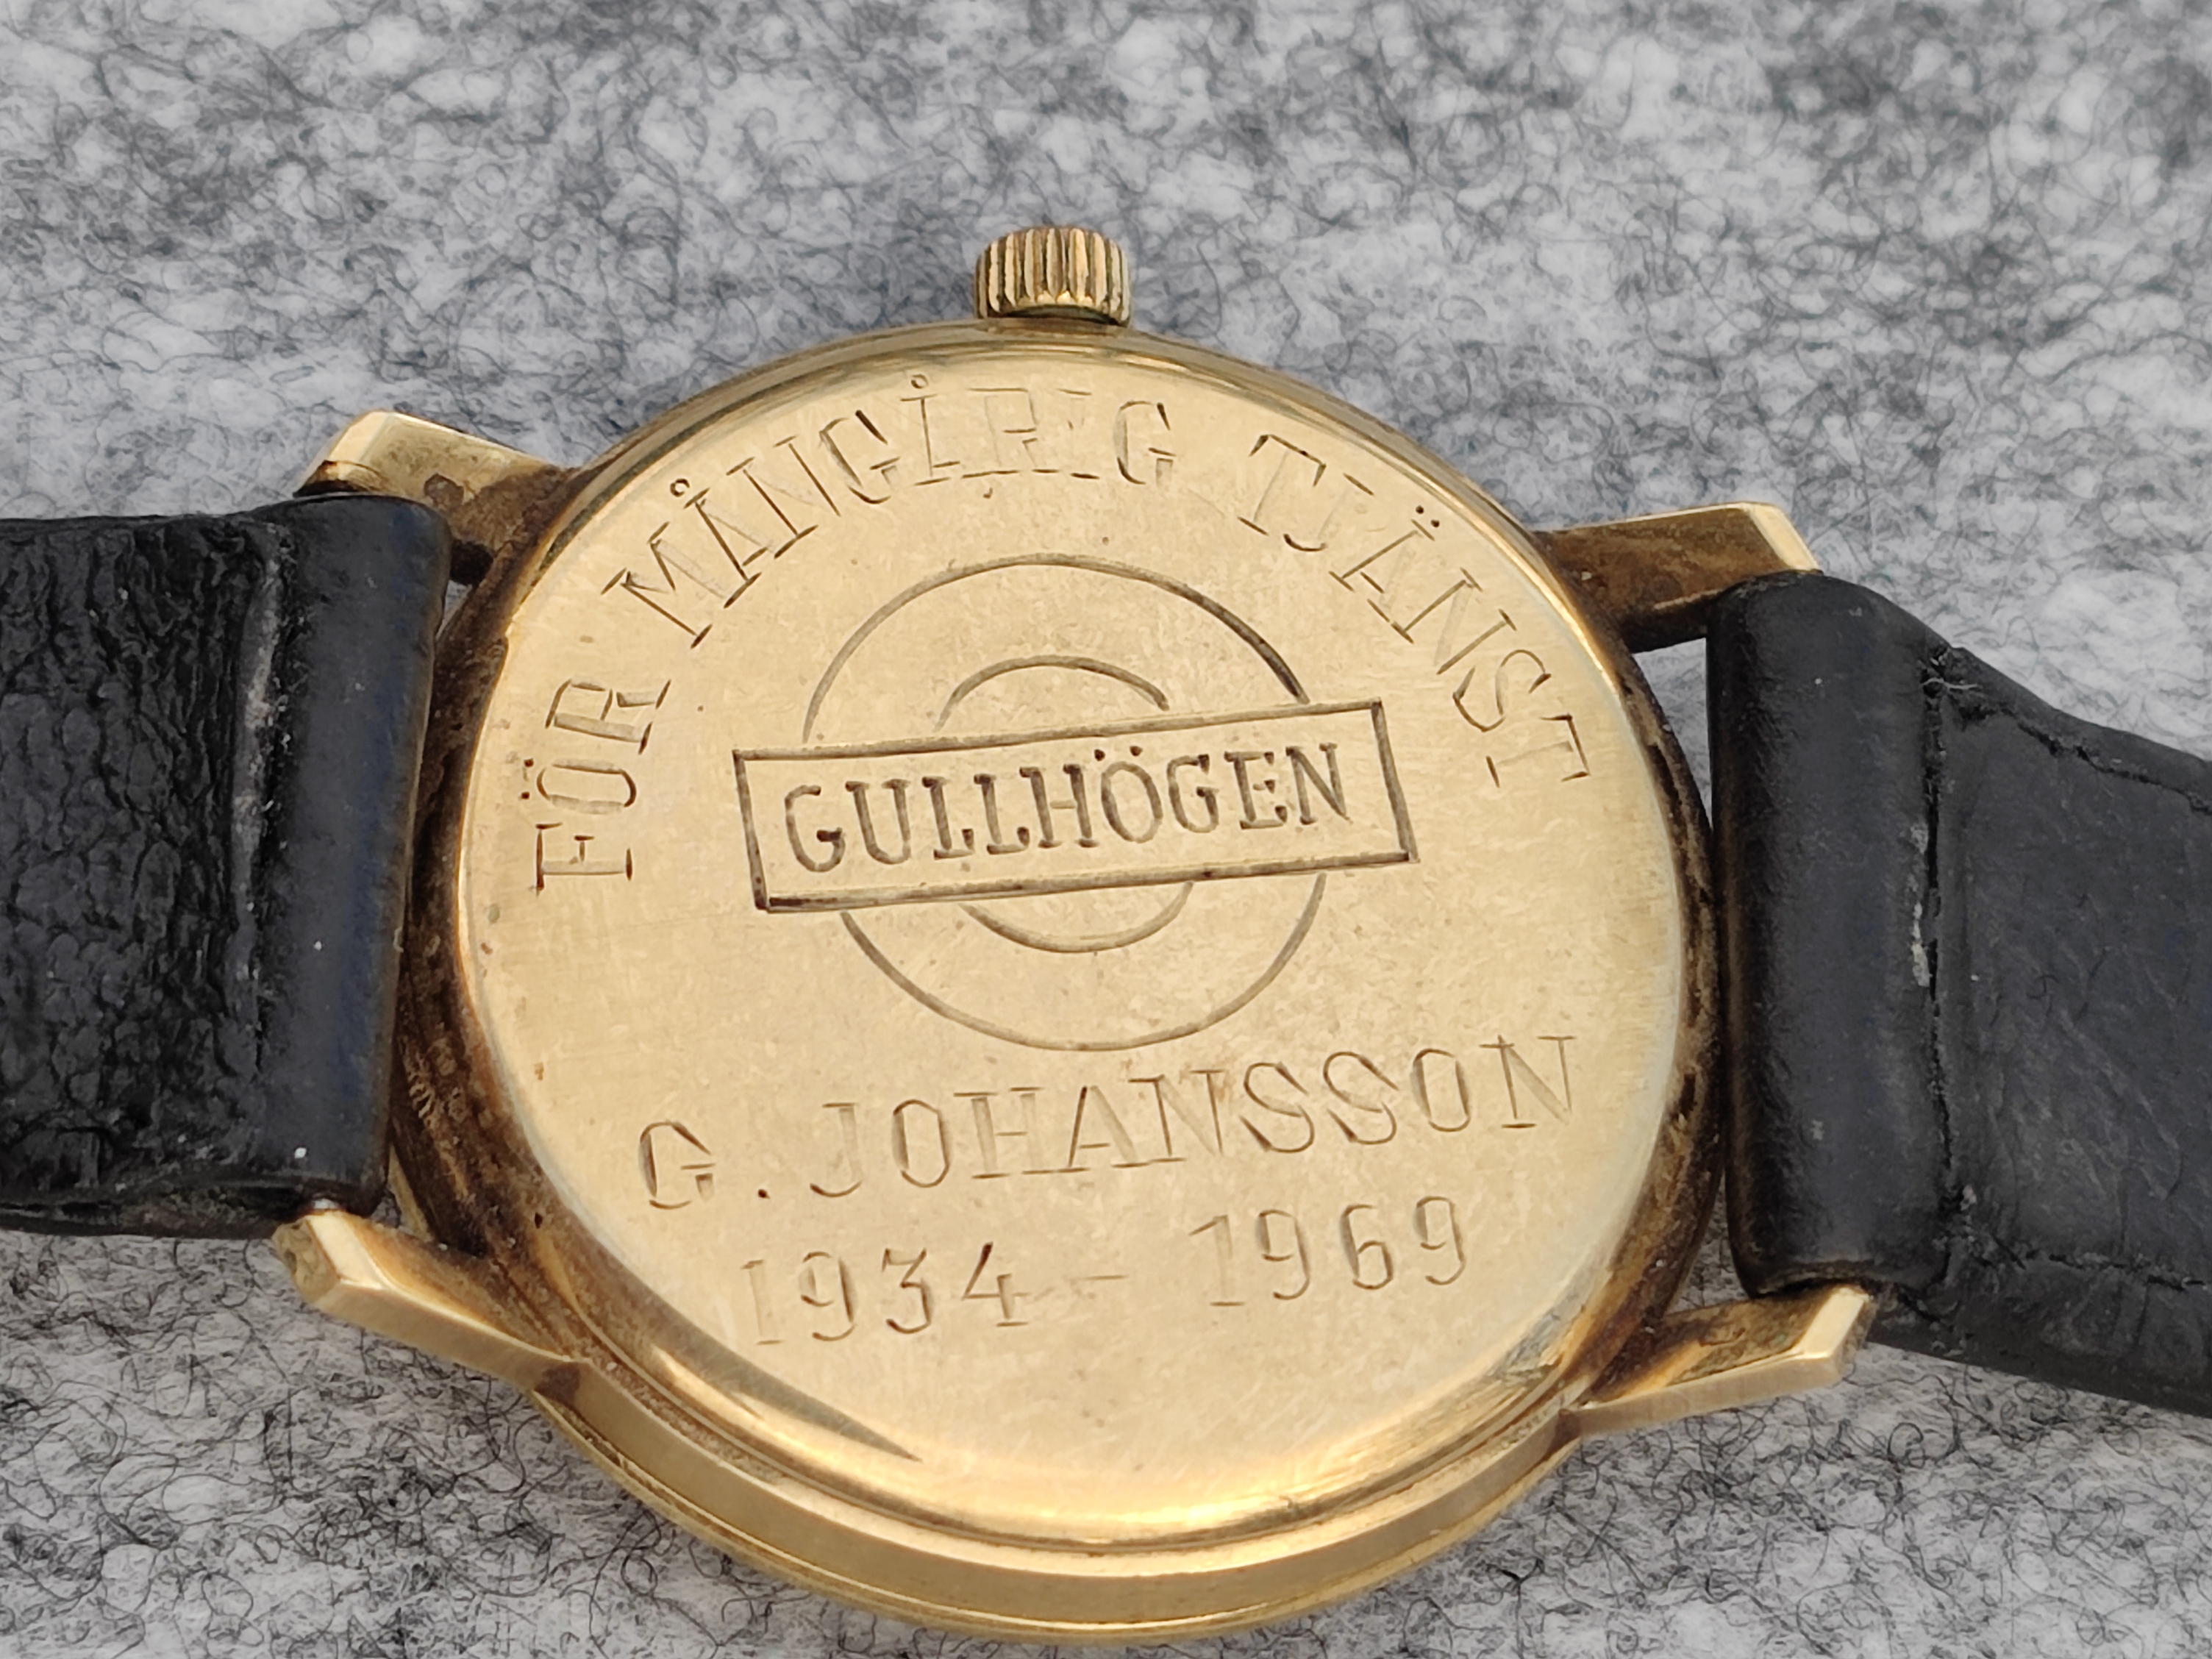 FÖR MÅNGÅRIG TJÄNST
GULLHÖGEN
G. JOHANSSON
1934 - 1969